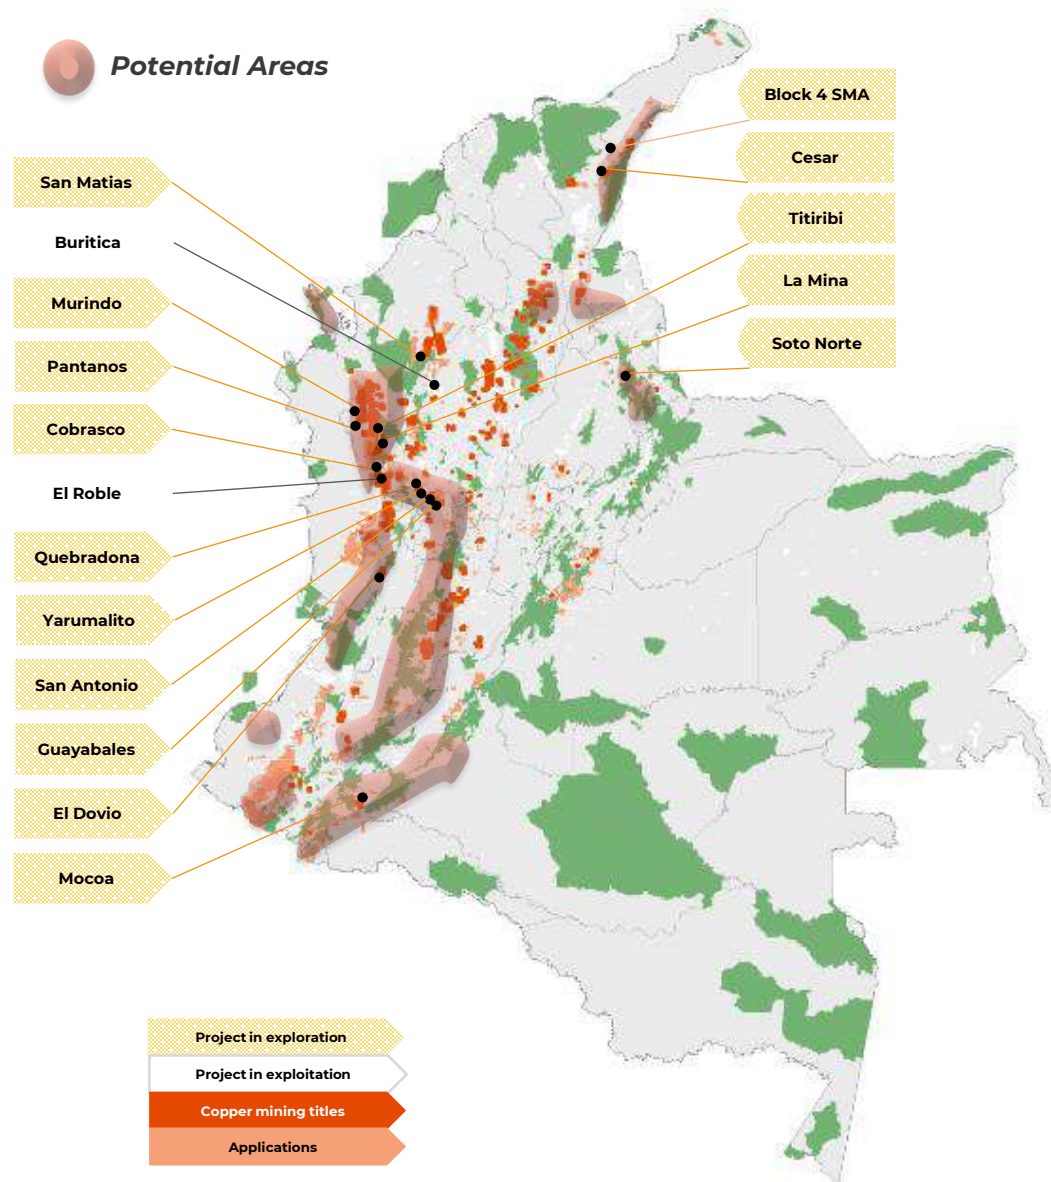 Potential Areas
San Matias
Buritica
Murindo
Pantanos
Cobrasco
El Roble
Quebradona
Yarumalito
San Antonio
Guayabales
El Dovio
Mocoa
Block 4 SMA
Cesar
Titiribi
La Mina
Soto Norte
Project in exploration
Project in exploitation
Copper mining titles
Applications